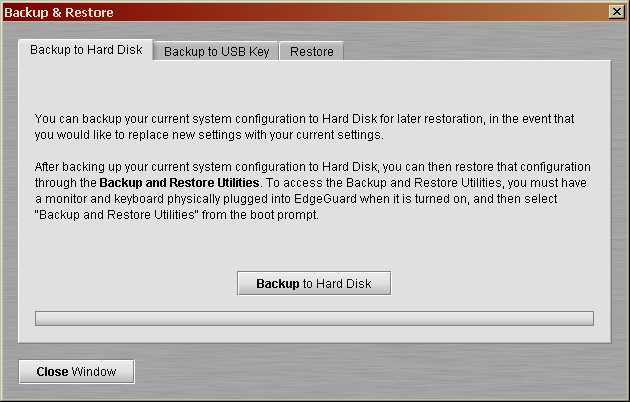 Backup & Restore
Backup to Hard Disk Backup to USB Key Restore
You can backup your current system configuration to Hard Disk for later restoration, in the event that
you would like to replace new settings with your current settings.
After backing up your current system configuration to Hard Disk, you can then restore that configuration
through the Backup and Restore Utilities. To access the Backup and Restore Utilities, you must have
a monitor and keyboard physically plugged into EdgeGuard when it is turned on, and then select
"Backup and Restore Utilities" from the boot prompt.
Backup to Hard Disk
Close Window